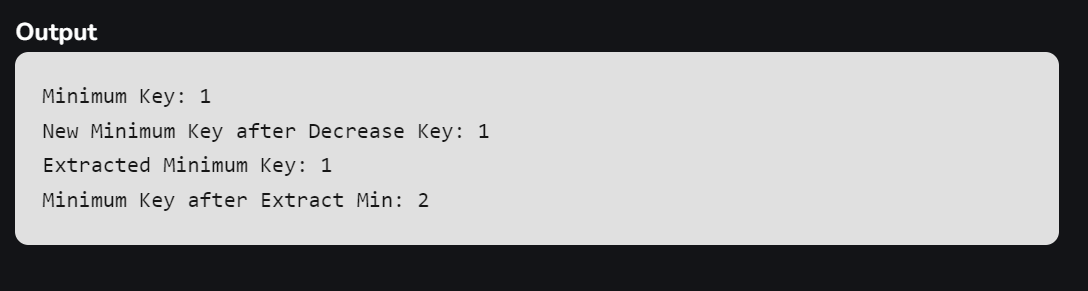 Output
Minimum Key: 1
New Minimum Key after Decrease Key: 1
Extracted Minimum Key: 1
Minimum Key after Extract Min: 2